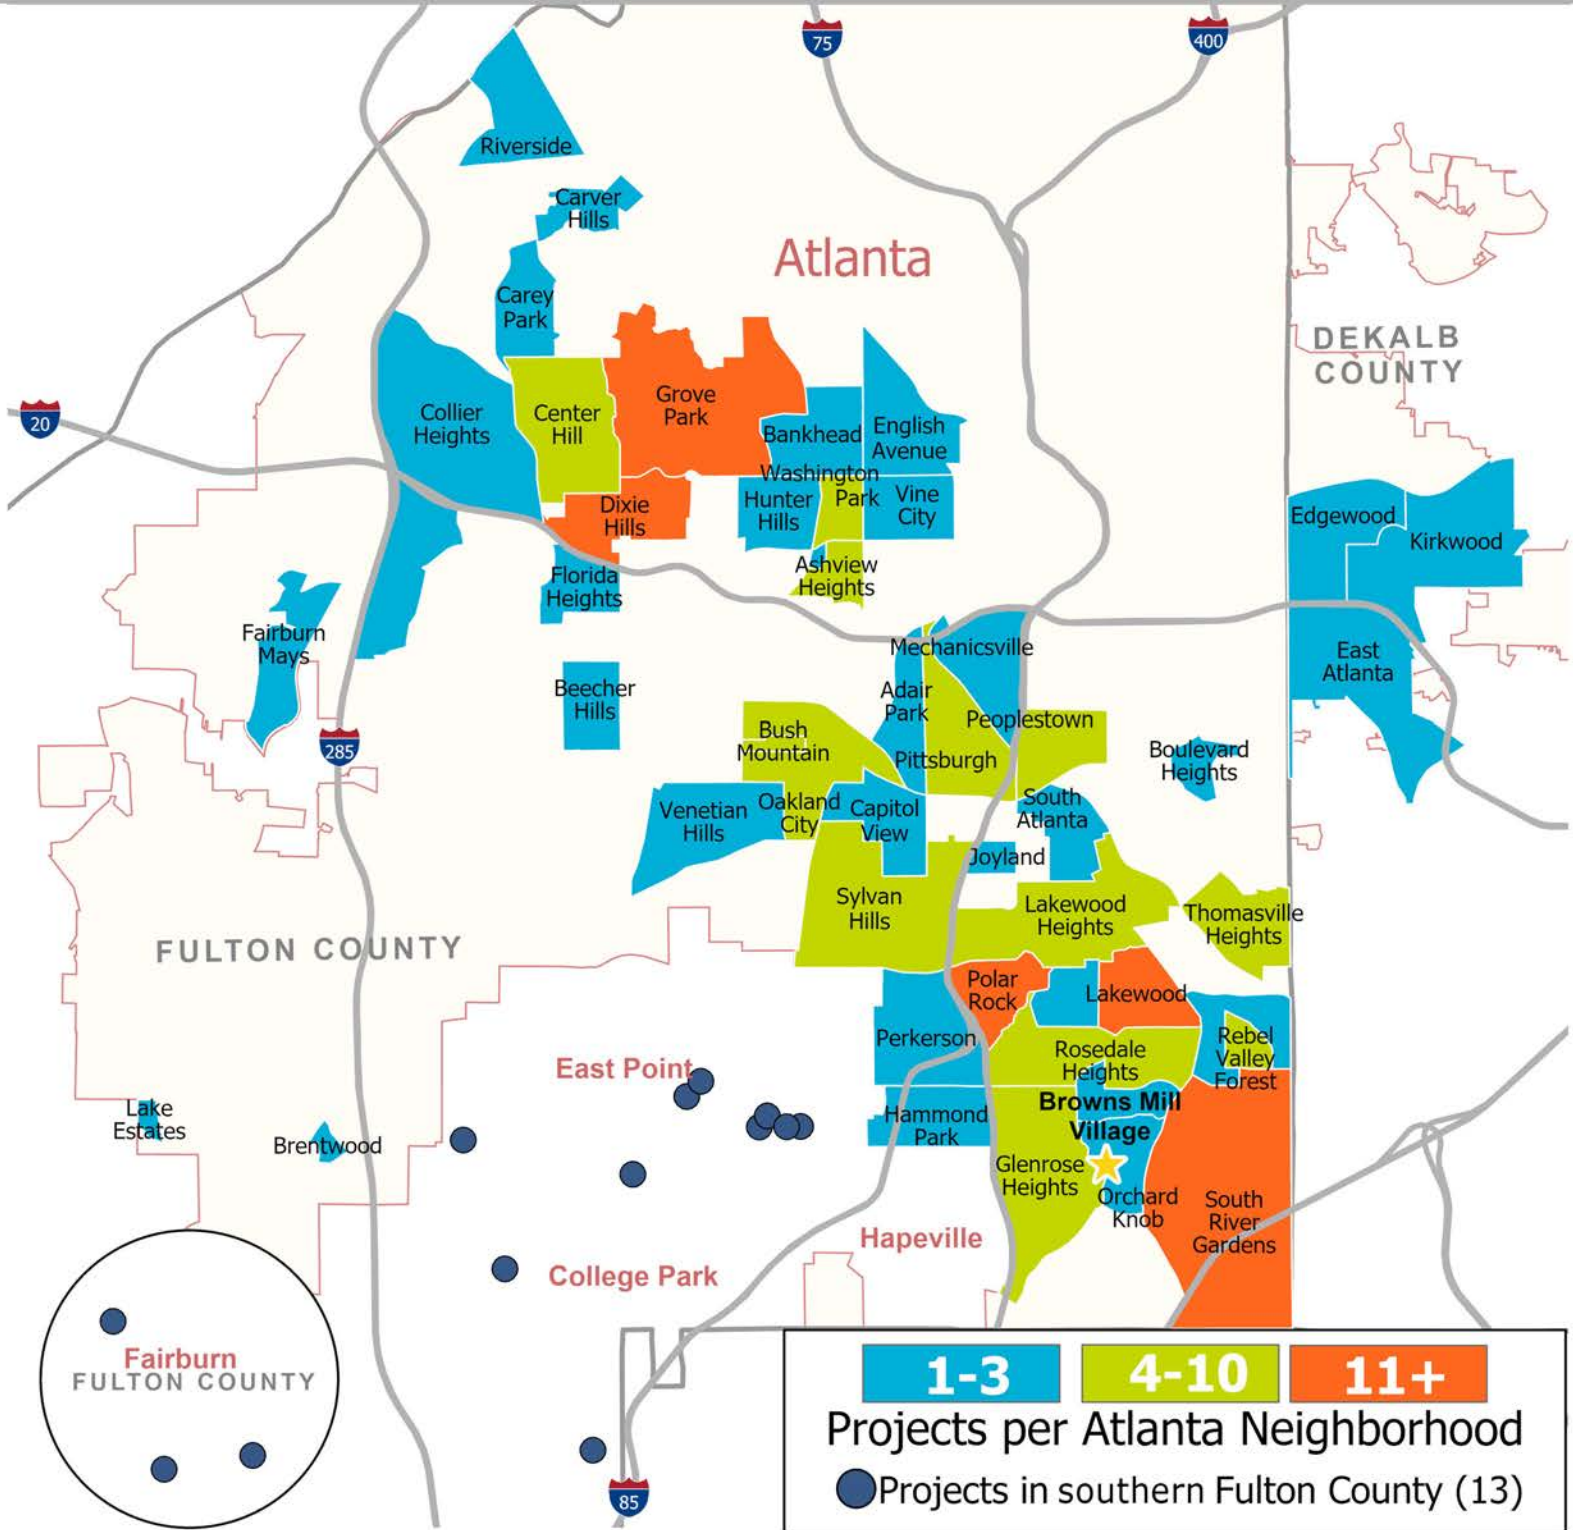 75
400
Riverside
Carver
Hills
Atlanta
Carey
Park
DEKALB
COUNTY
20
Collier
Heights
Center
Hill
Grove
Park
Bankhead
English
Avenue
Washington
Park
Hunter
Hills
Vine
City
Dixie
Hills
Edgewood
Kirkwood
Florida
Heights
Ashview
Heights
Fairburn
Mays
Mechanicsville
East
Atlanta
Beecher
Hills
Adair
Park
Peoplestown
Bush
Mountain
Pittsburgh
Boulevard
Heights
285
Venetian
Hills
Oakland
City
Capitol
View
South
Atlanta
Joyland
Sylvan
Hills
Lakewood
Heights
Thomasville
Heights
FULTON COUNTY
Polar
Rock
Lakewood
Perkerson
Rosedale
Heights
Rebel
Valley
Forest
East Point
Browns Mill
Village
Lake
Estates
Brentwood
Hammond
Park
Glenrose
Heights
Orchard
Knob
South
River
Gardens
Hapeville
College Park
Fairburn
FULTON COUNTY
85
1-3
4-10
11+
Projects per Atlanta Neighborhood
Projects in southern Fulton County (13)